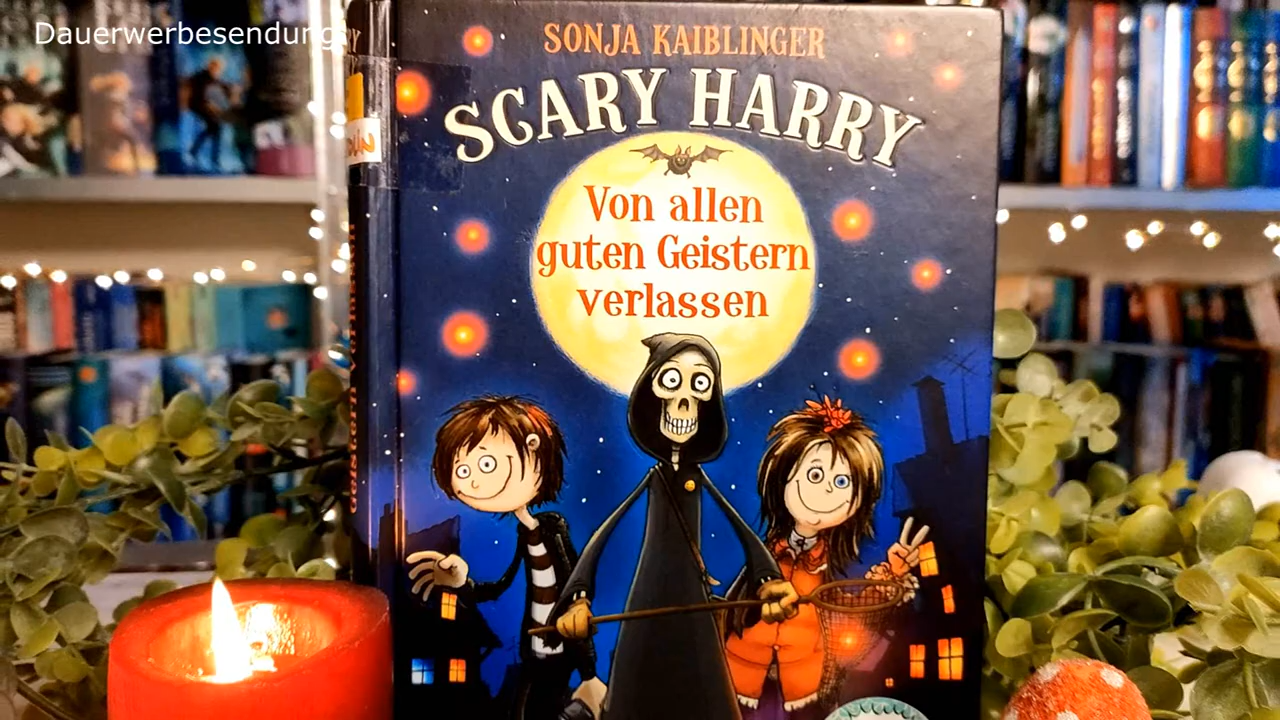 Dauerwerbesendung
SONJA KAIBLINGER
SCARY HARRY
Von allen
guten Geistern
verlassen